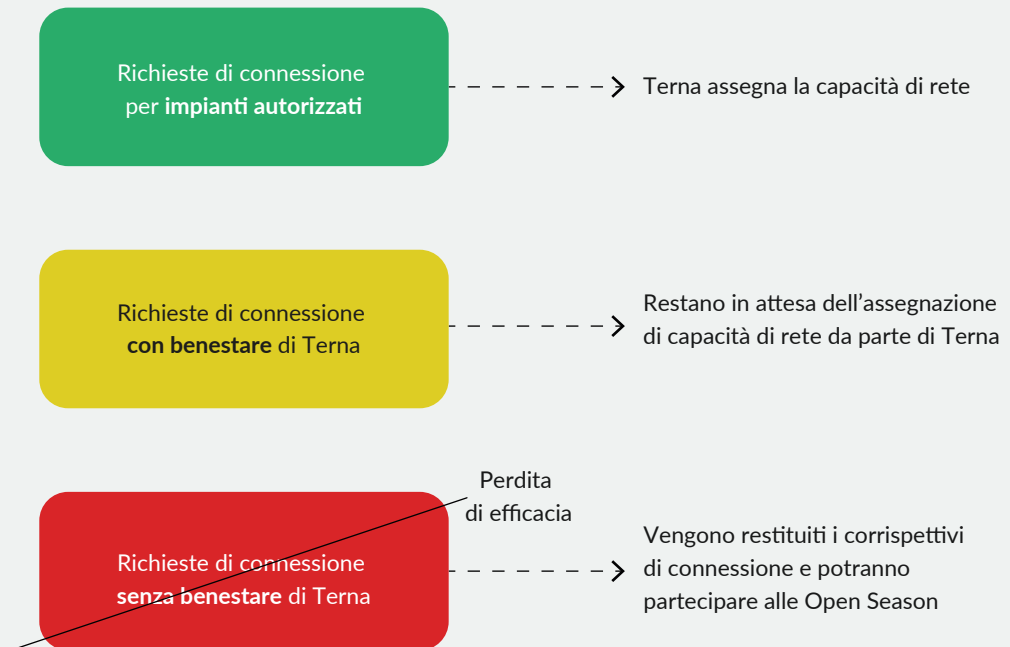 Richieste di connessione
per impianti autorizzati
Terna assegna la capacità di rete
Richieste di connessione
con benestare di Terna
Restano in attesa dell’assegnazione
di capacità di rete da parte di Terna
Perdita
di efficacia
Richieste di connessione
senza benestare di Terna
Vengono restituiti i corrispettivi
di connessione e potranno
partecipare alle Open Season